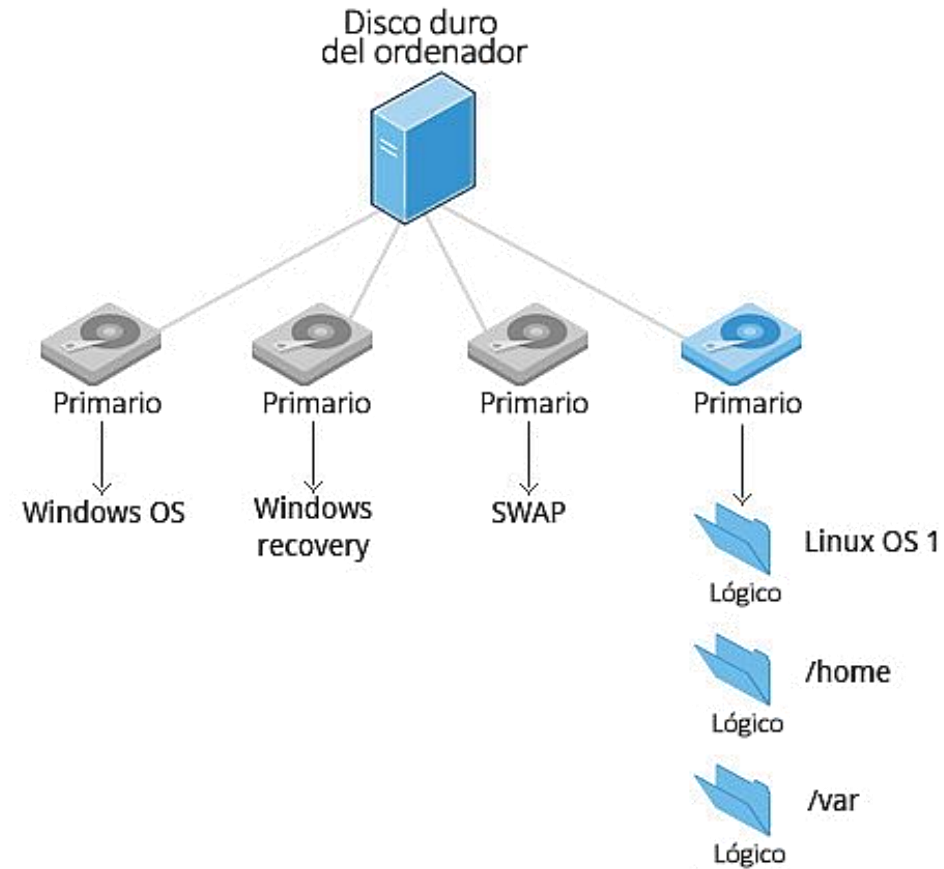 Disco duro
del ordenador
Primario
Primario
Primario
Primario
Windows OS
Windows
recovery
SWAP
Linux OS 1
Lógico
/home
Lógico
/var
Lógico